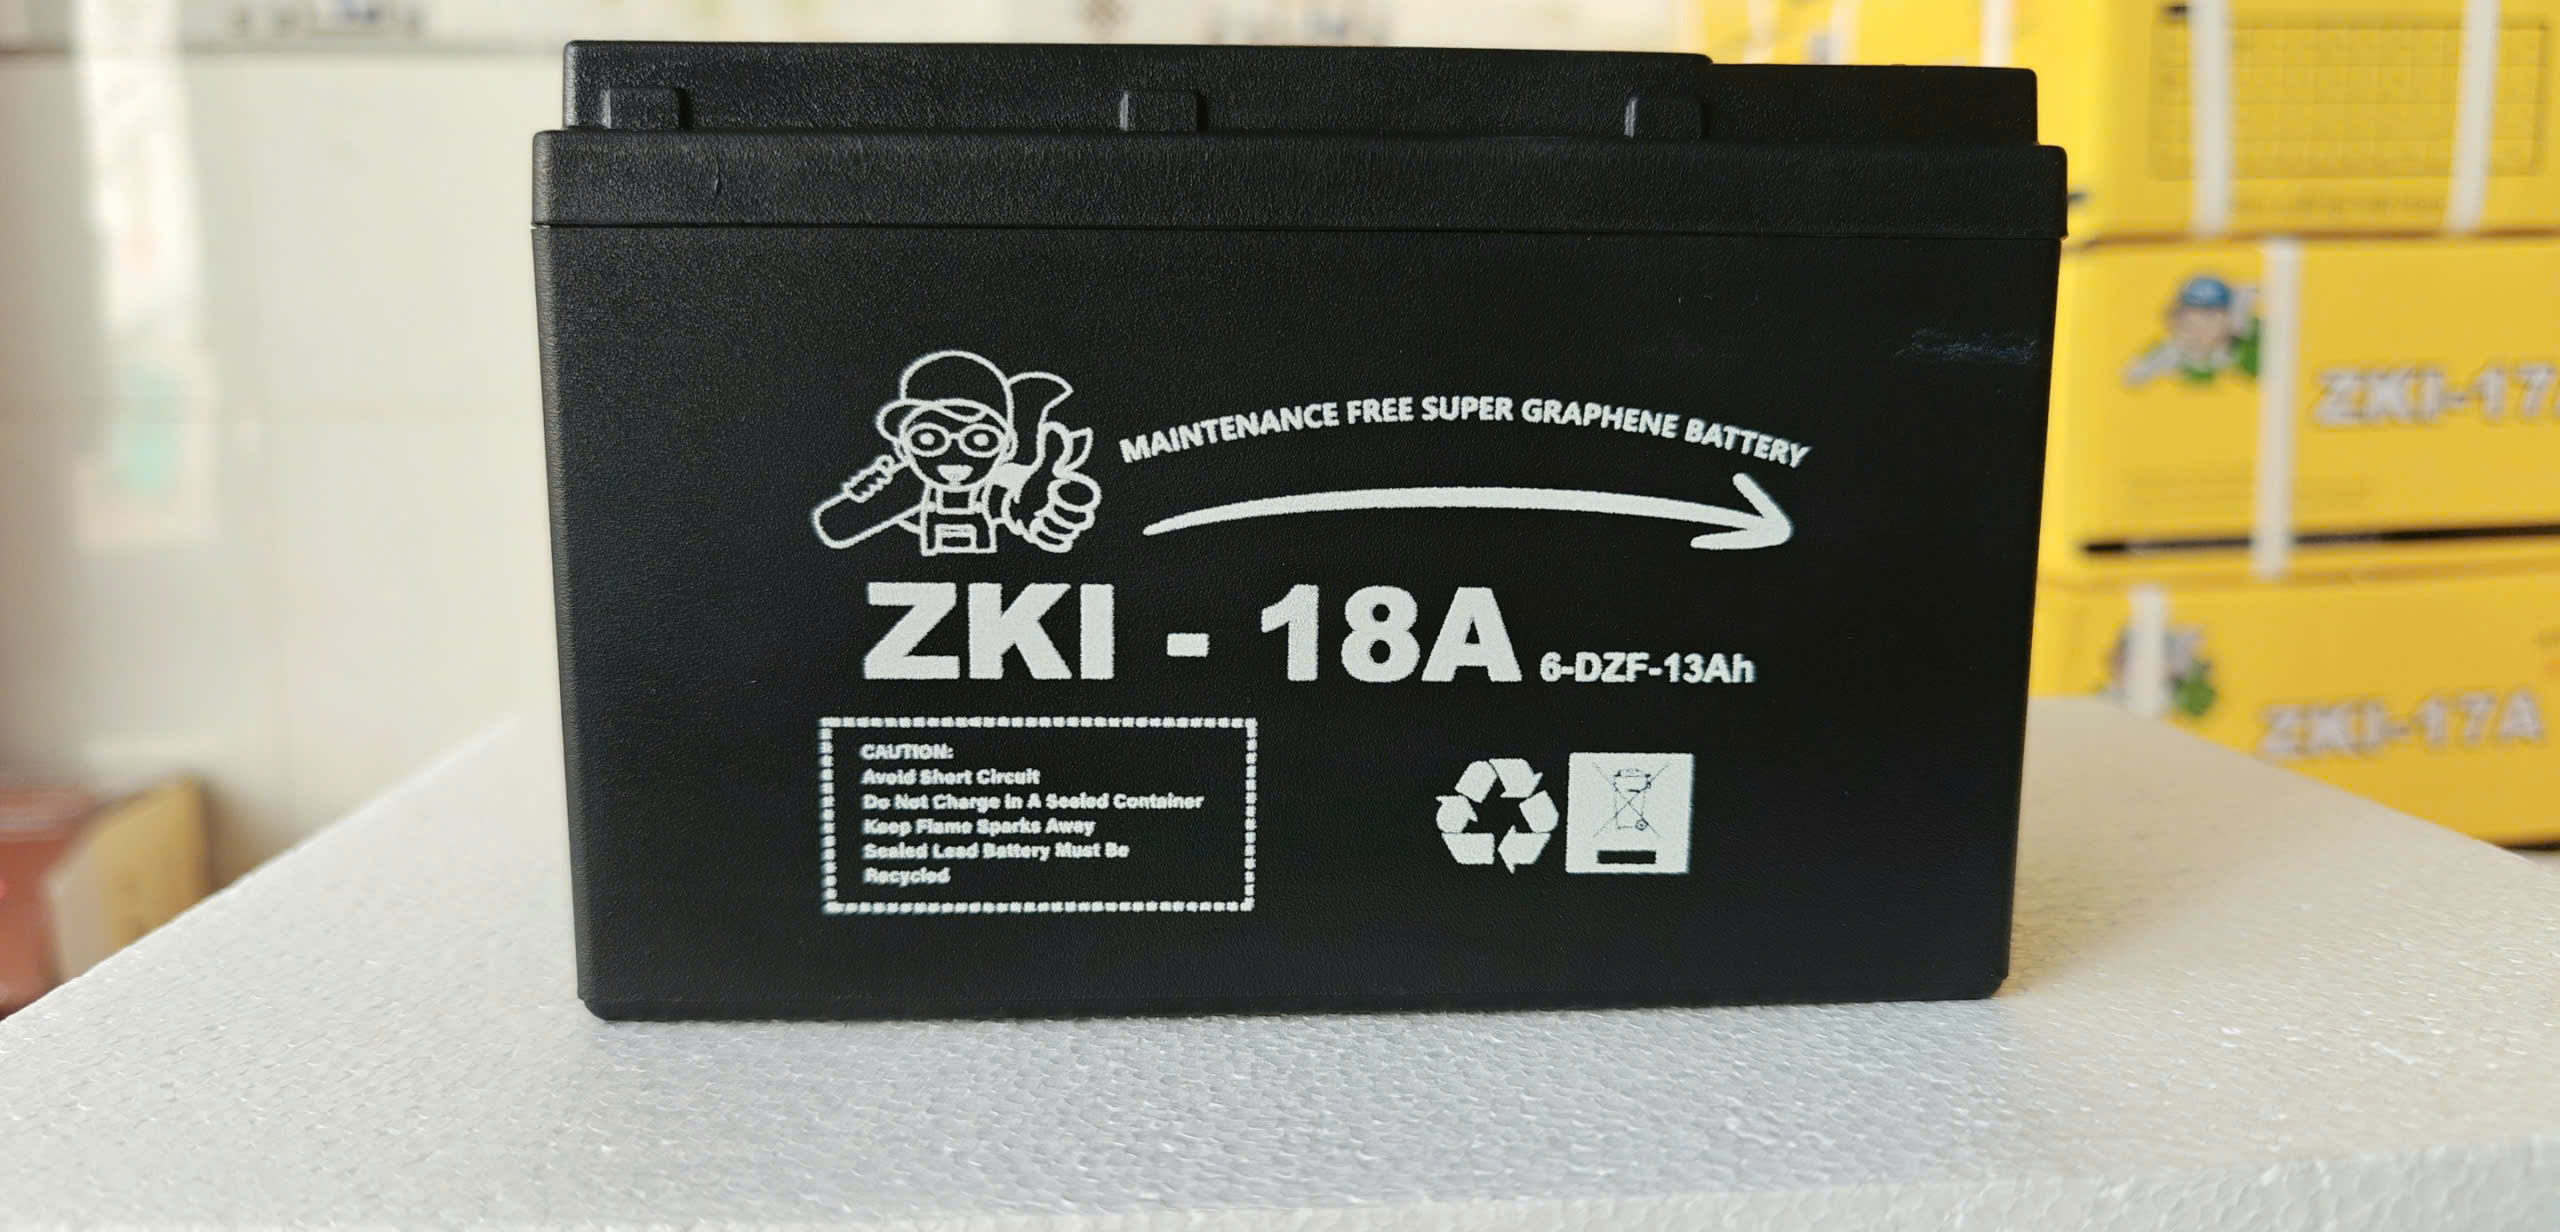 MAINTENANCE FREE SUPER GRAPHENE BATTERY
ZKI - 18A 6-DZF-13Ah
CAUTION:
Avoid Short Circuit
Do Not Charge in A Sealed Container
Keep Flame Sparks Away
Sealed Lead Battery Must Be
Recycled
ZKI-17A
ZKI-17A